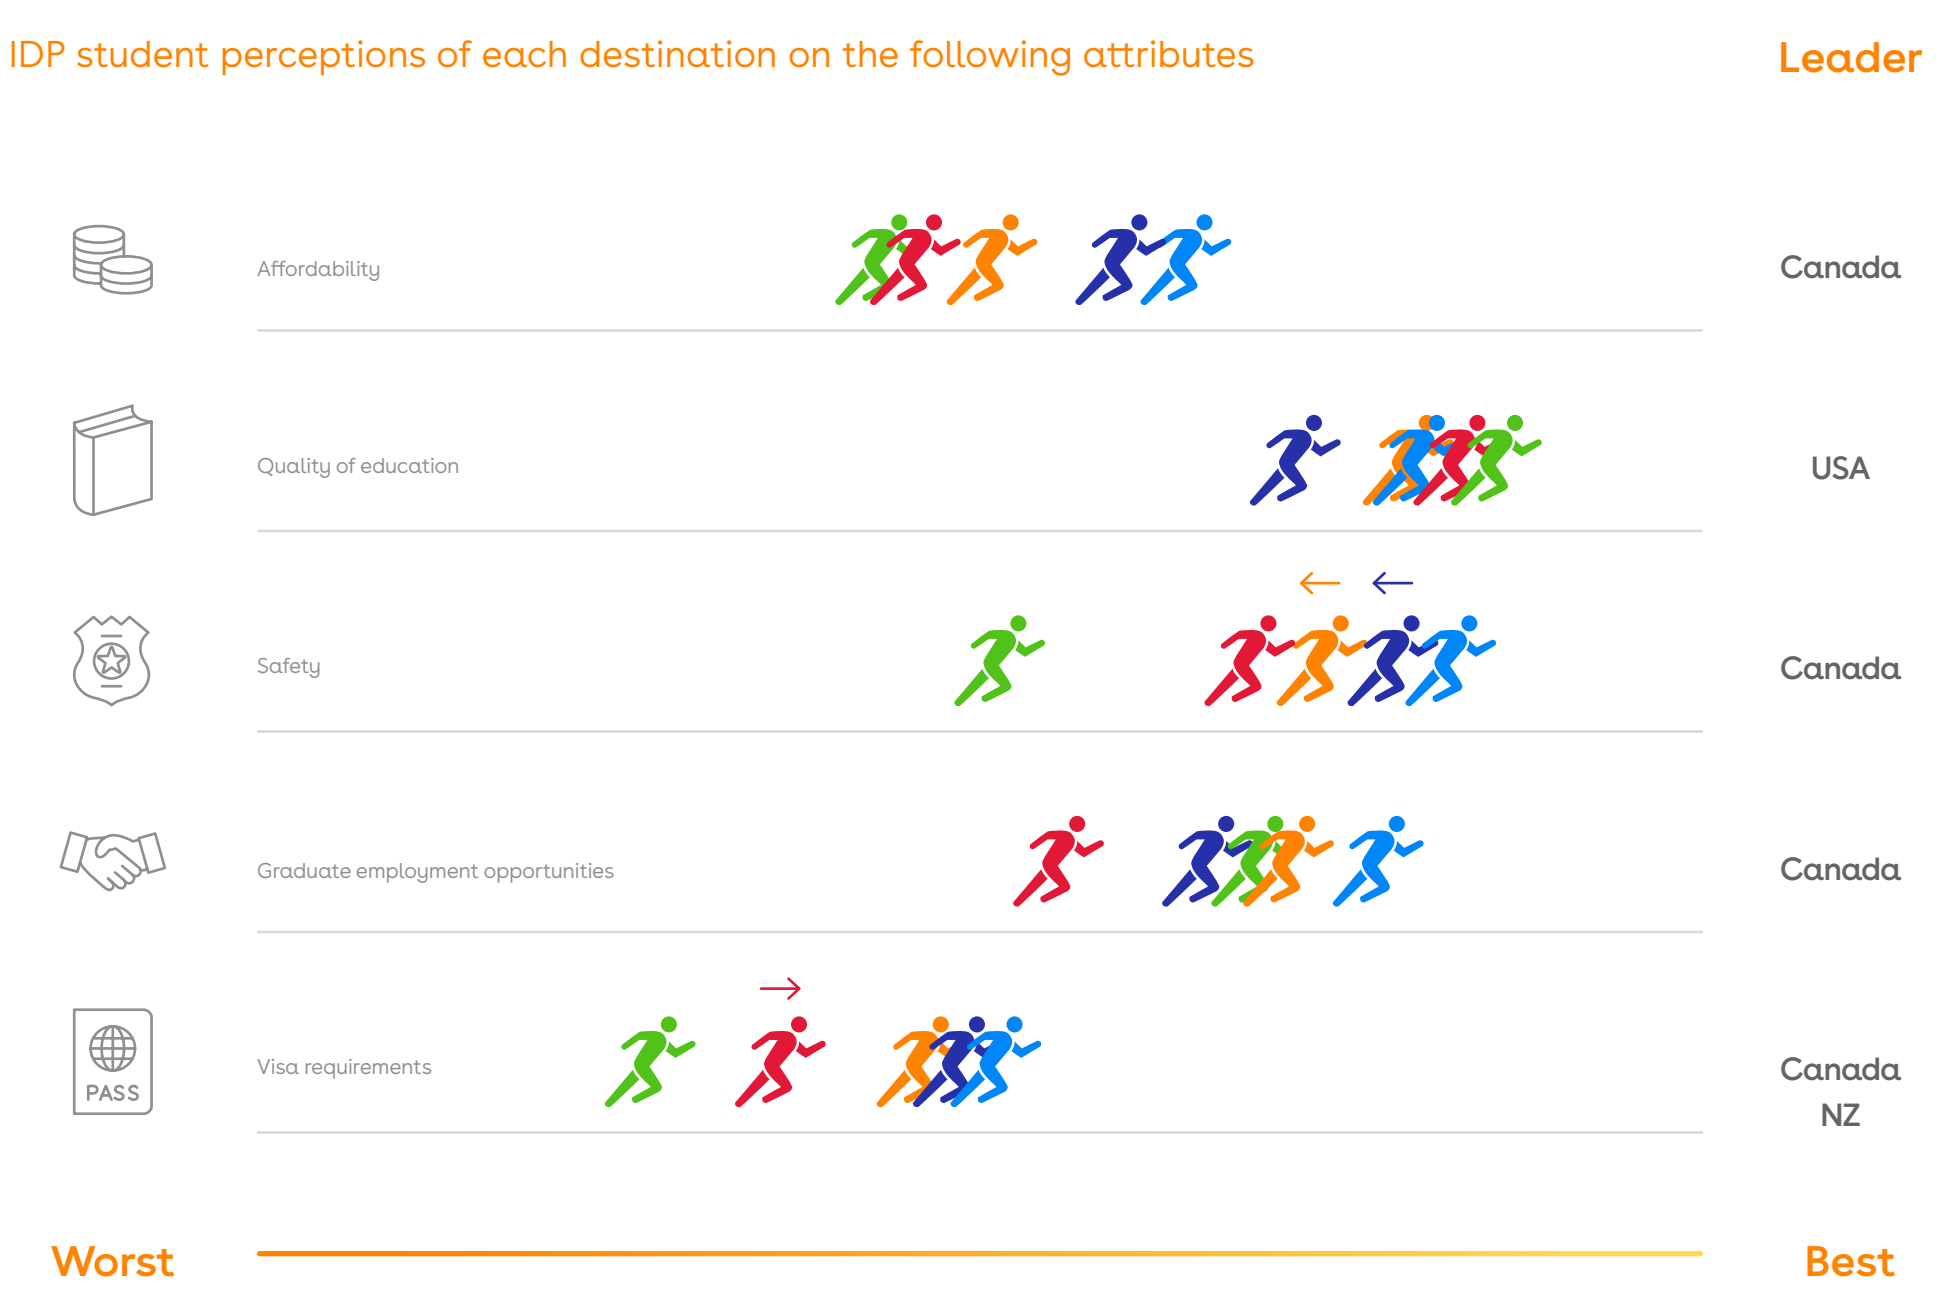 IDP student perceptions of each destination on the following attributes
Leader
Affordability
Canada
Quality of education
USA
Safety
Canada
Graduate employment opportunities
Canada
PASS
Visa requirements
Canada
NZ
Worst
Best